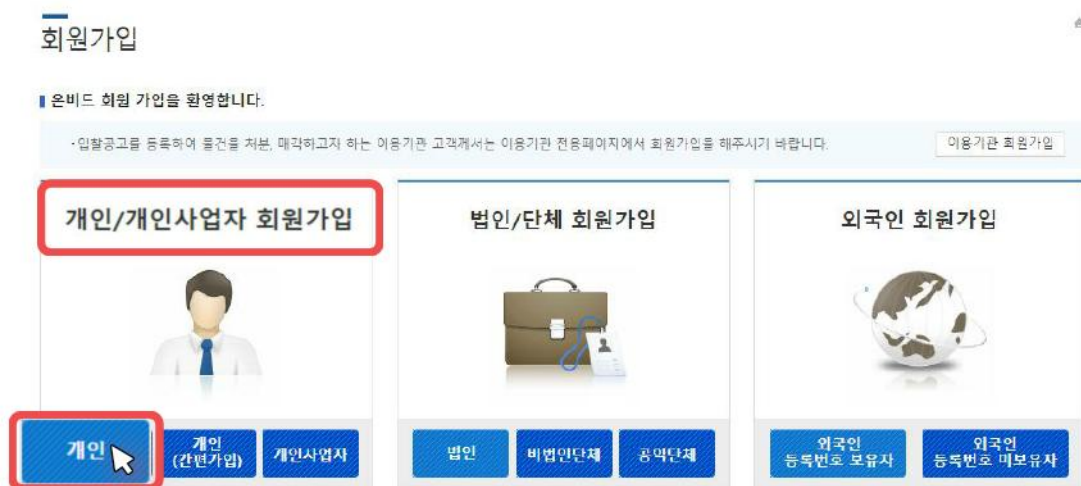 회원가입
온비드 회원 가입을 환영합니다.
·입찰공고를 등록하여 물건을 처분, 매각하고자 하는 이용기관 고객께서는 이용기관 전용페이지에서 회원가입을 해주시기 바랍니다.
이용기관 회원가입
개인/개인사업자 회원가입
법인/단체 회원가입
외국인 회원가입
개인
개인
(간편가입)
개인사업자
법인
비법인단체
공익단체
외국인
등록번호 보유자
외국인
등록번호 미보유자